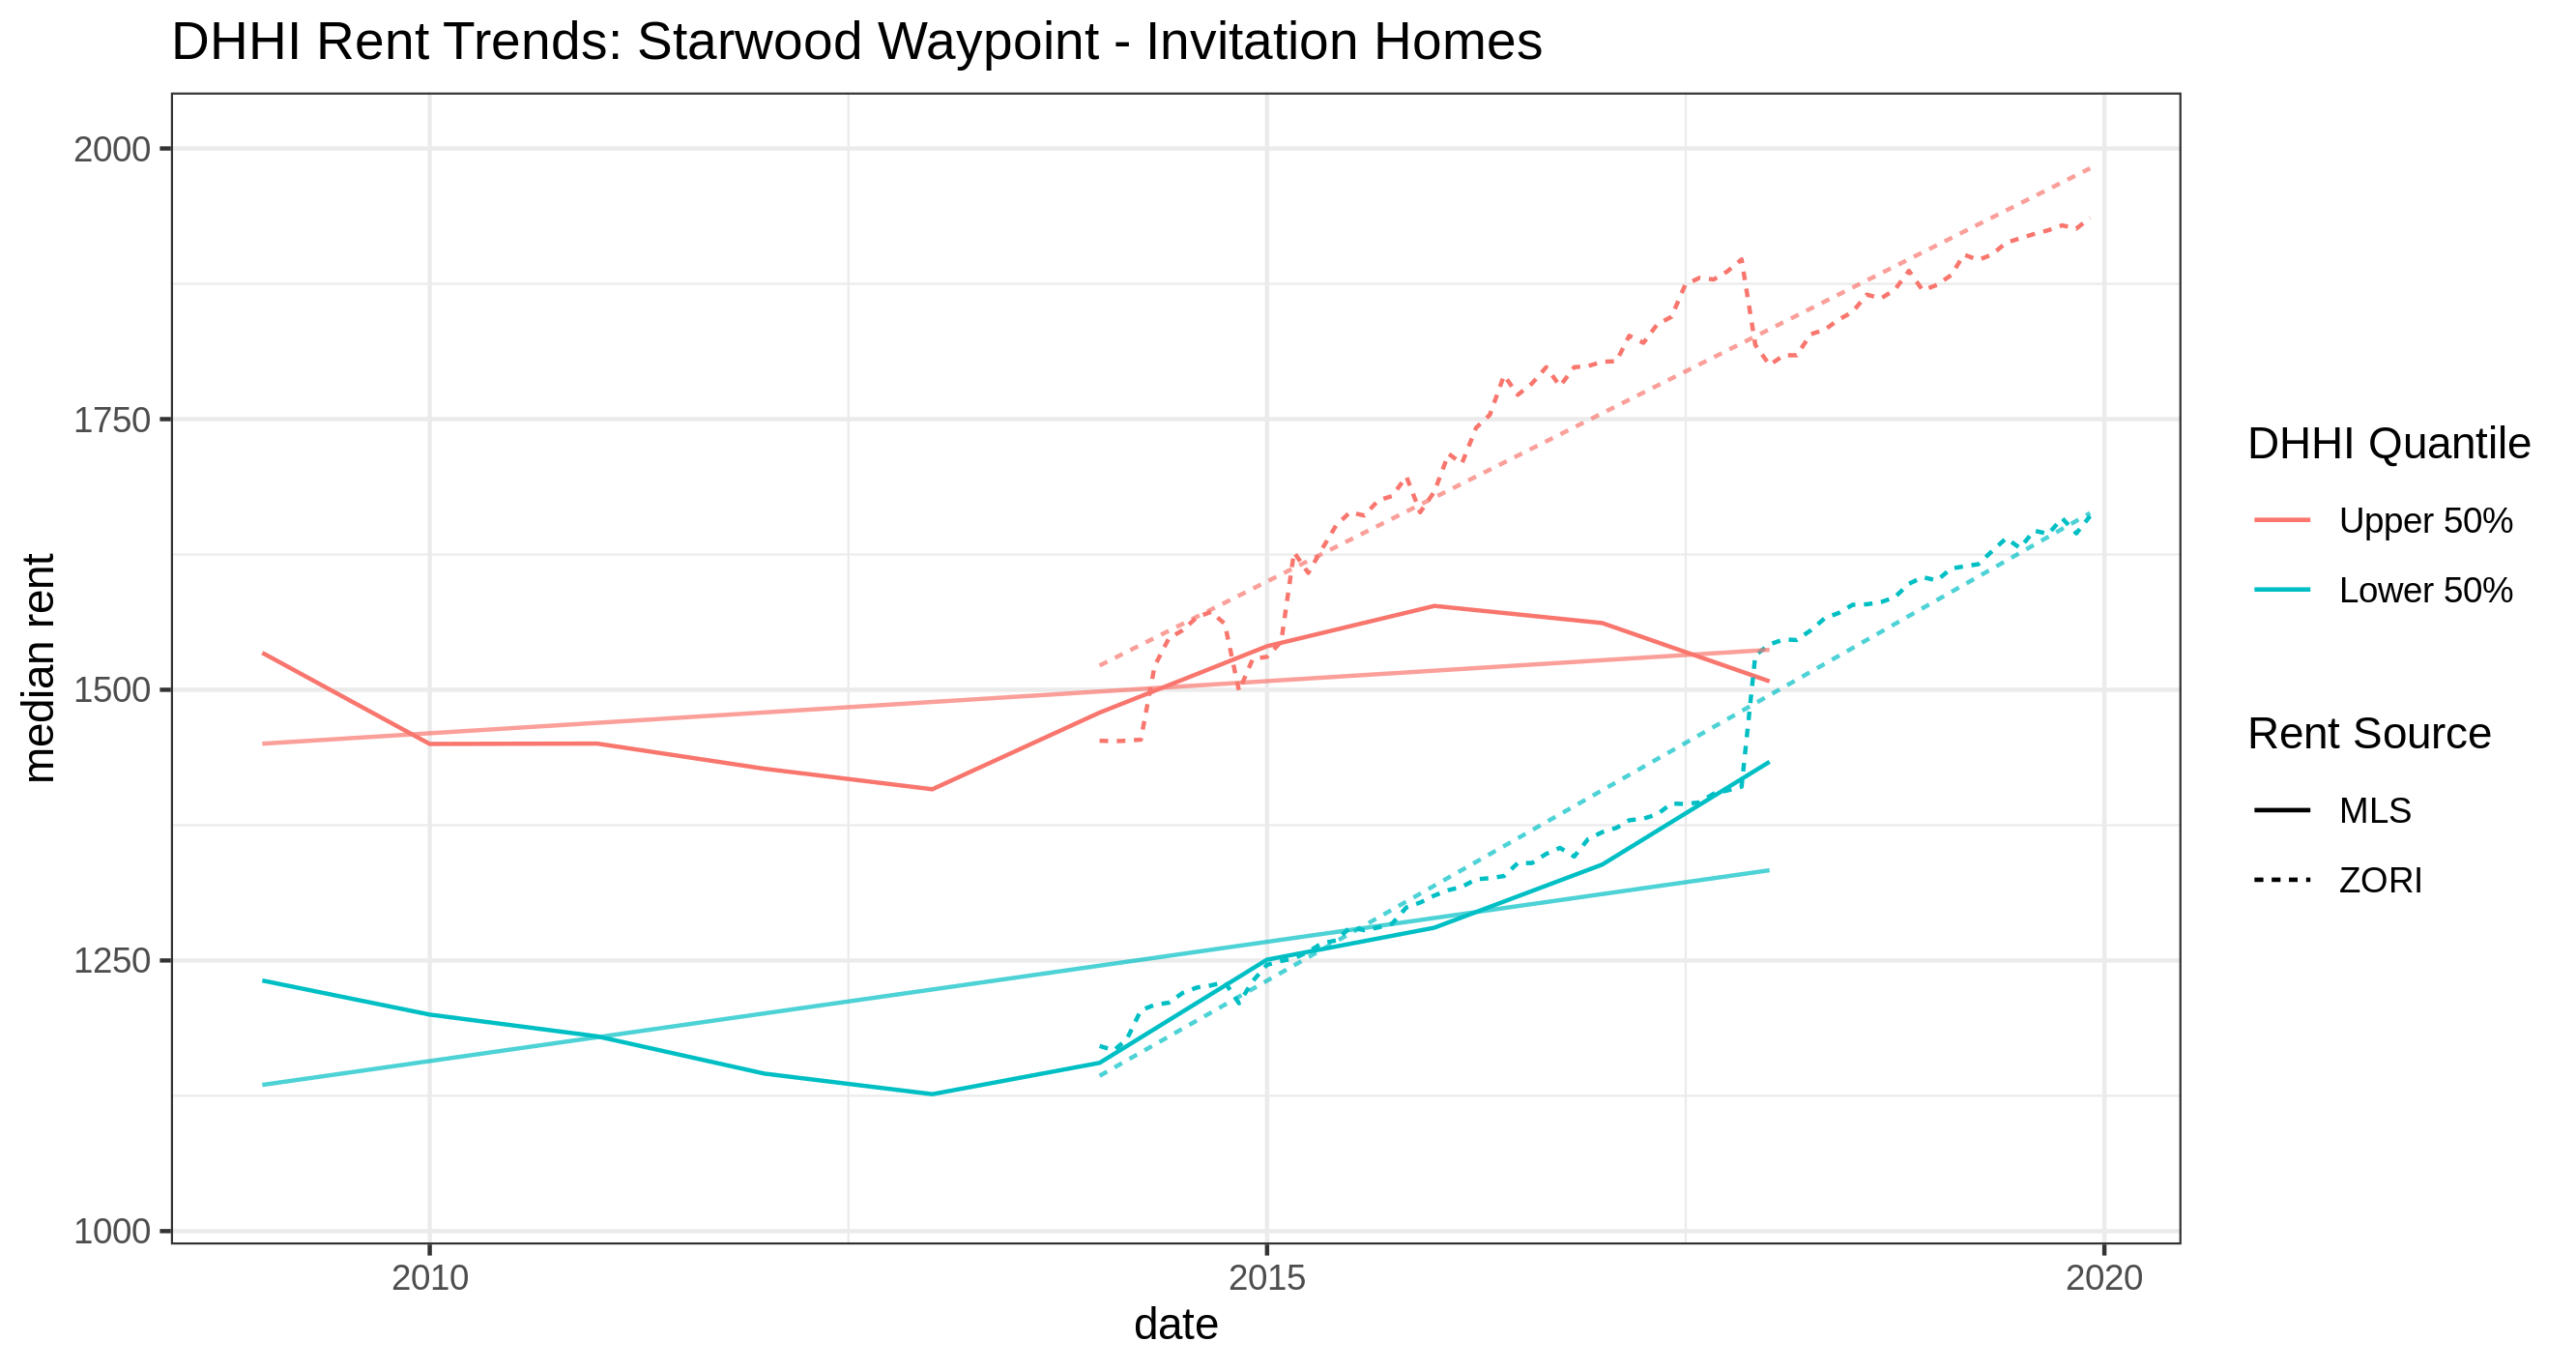 DHHI Rent Trends: Starwood Waypoint - Invitation Homes
median rent
2000
1750
1500
1250
1000
2010
2015
2020
date
DHHI Quantile
Upper 50%
Lower 50%
Rent Source
MLS
ZORI